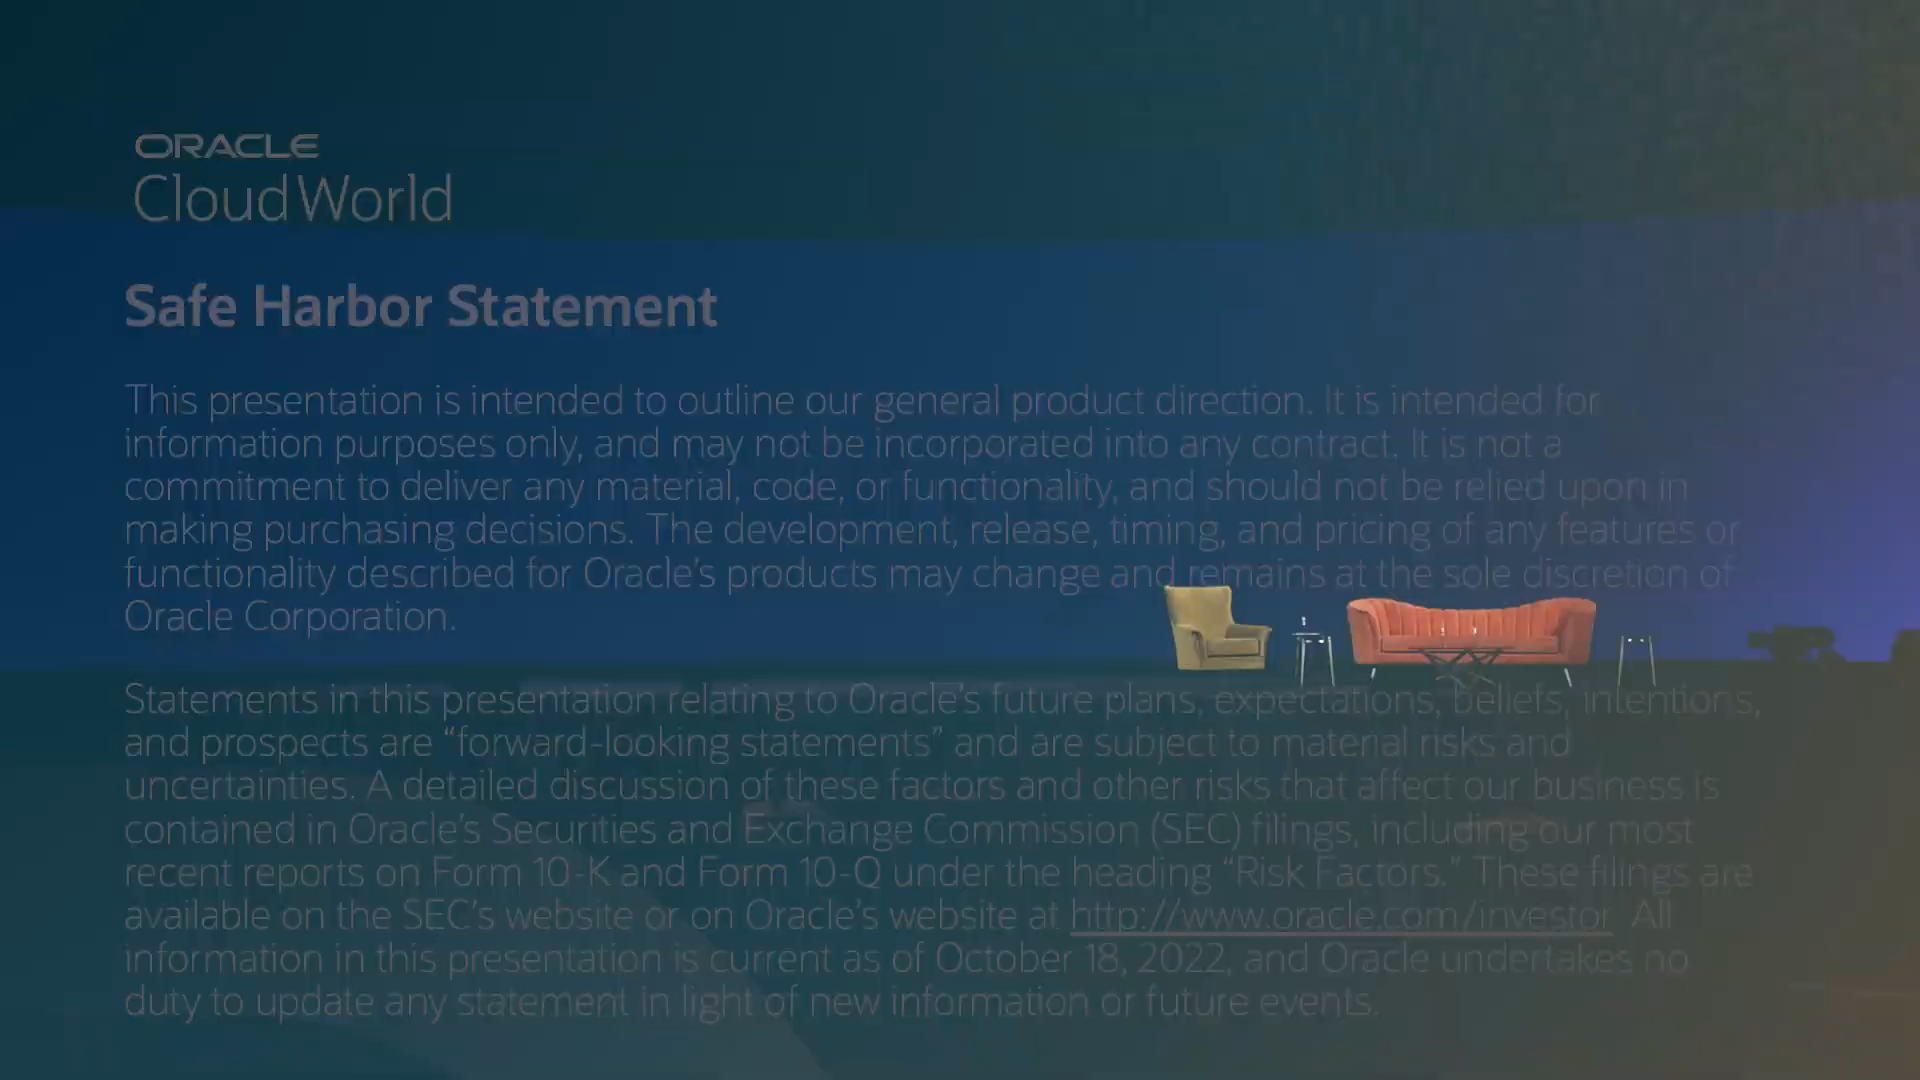 ORACLE
CloudWorld
Safe Harbor Statement
This presentation is intended to outline our general product direction. It is intended for
information purposes only, and may not be incorporated into any contract. It is not a
commitment to deliver any material, code, or functionality, and should not be relied upon in
making purchasing decisions. The development, release, timing, and pricing of any features or
functionality described for Oracle’s products may change and remains at the sole discretion of
Oracle Corporation.
Statements in this presentation relating to Oracle’s future plans, expectations, beliefs, intentions,
and prospects are “forward-looking statements” and are subject to material risks and
uncertainties. A detailed discussion of these factors and other risks that affect our business is
contained in Oracle’s Securities and Exchange Commission (SEC) filings, including our most
recent reports on Form 10-K and Form 10-Q under the heading “Risk Factors.” These filings are
available on the SEC’s website or on Oracle’s website at http://www.oracle.com/investor. All
information in this presentation is current as of October 18, 2022, and Oracle undertakes no
duty to update any statement in light of new information or future events.